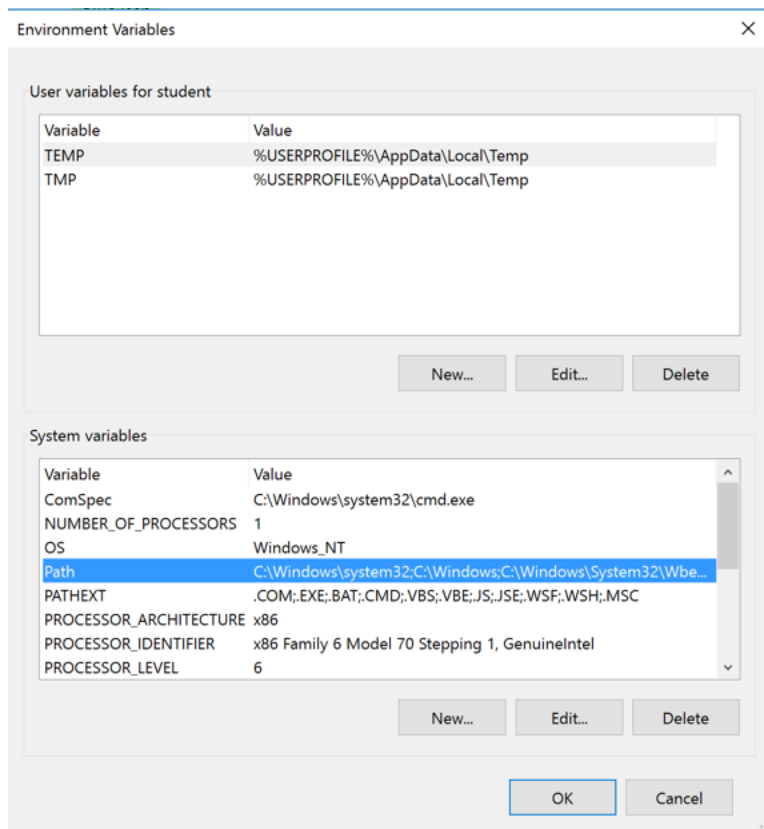 Environment Variables
User variables for student
Variable Value
TEMP %USERPROFILE%\AppData\Local\Temp
TMP %USERPROFILE%\AppData\Local\Temp
New... Edit... Delete
System variables
Variable Value
ComSpec C:\Windows\system32\cmd.exe
NUMBER_OF_PROCESSORS 1
OS Windows_NT
Path C:\Windows\system32;C:\Windows;C:\Windows\System32\Wbe...
PATHEXT .COM;.EXE;.BAT;.CMD;.VBS;.VBE;.JS;.JSE;.WSF;.WSH;.MSC
PROCESSOR_ARCHITECTURE x86
PROCESSOR_IDENTIFIER x86 Family 6 Model 70 Stepping 1, GenuineIntel
PROCESSOR_LEVEL 6
New... Edit... Delete
OK Cancel